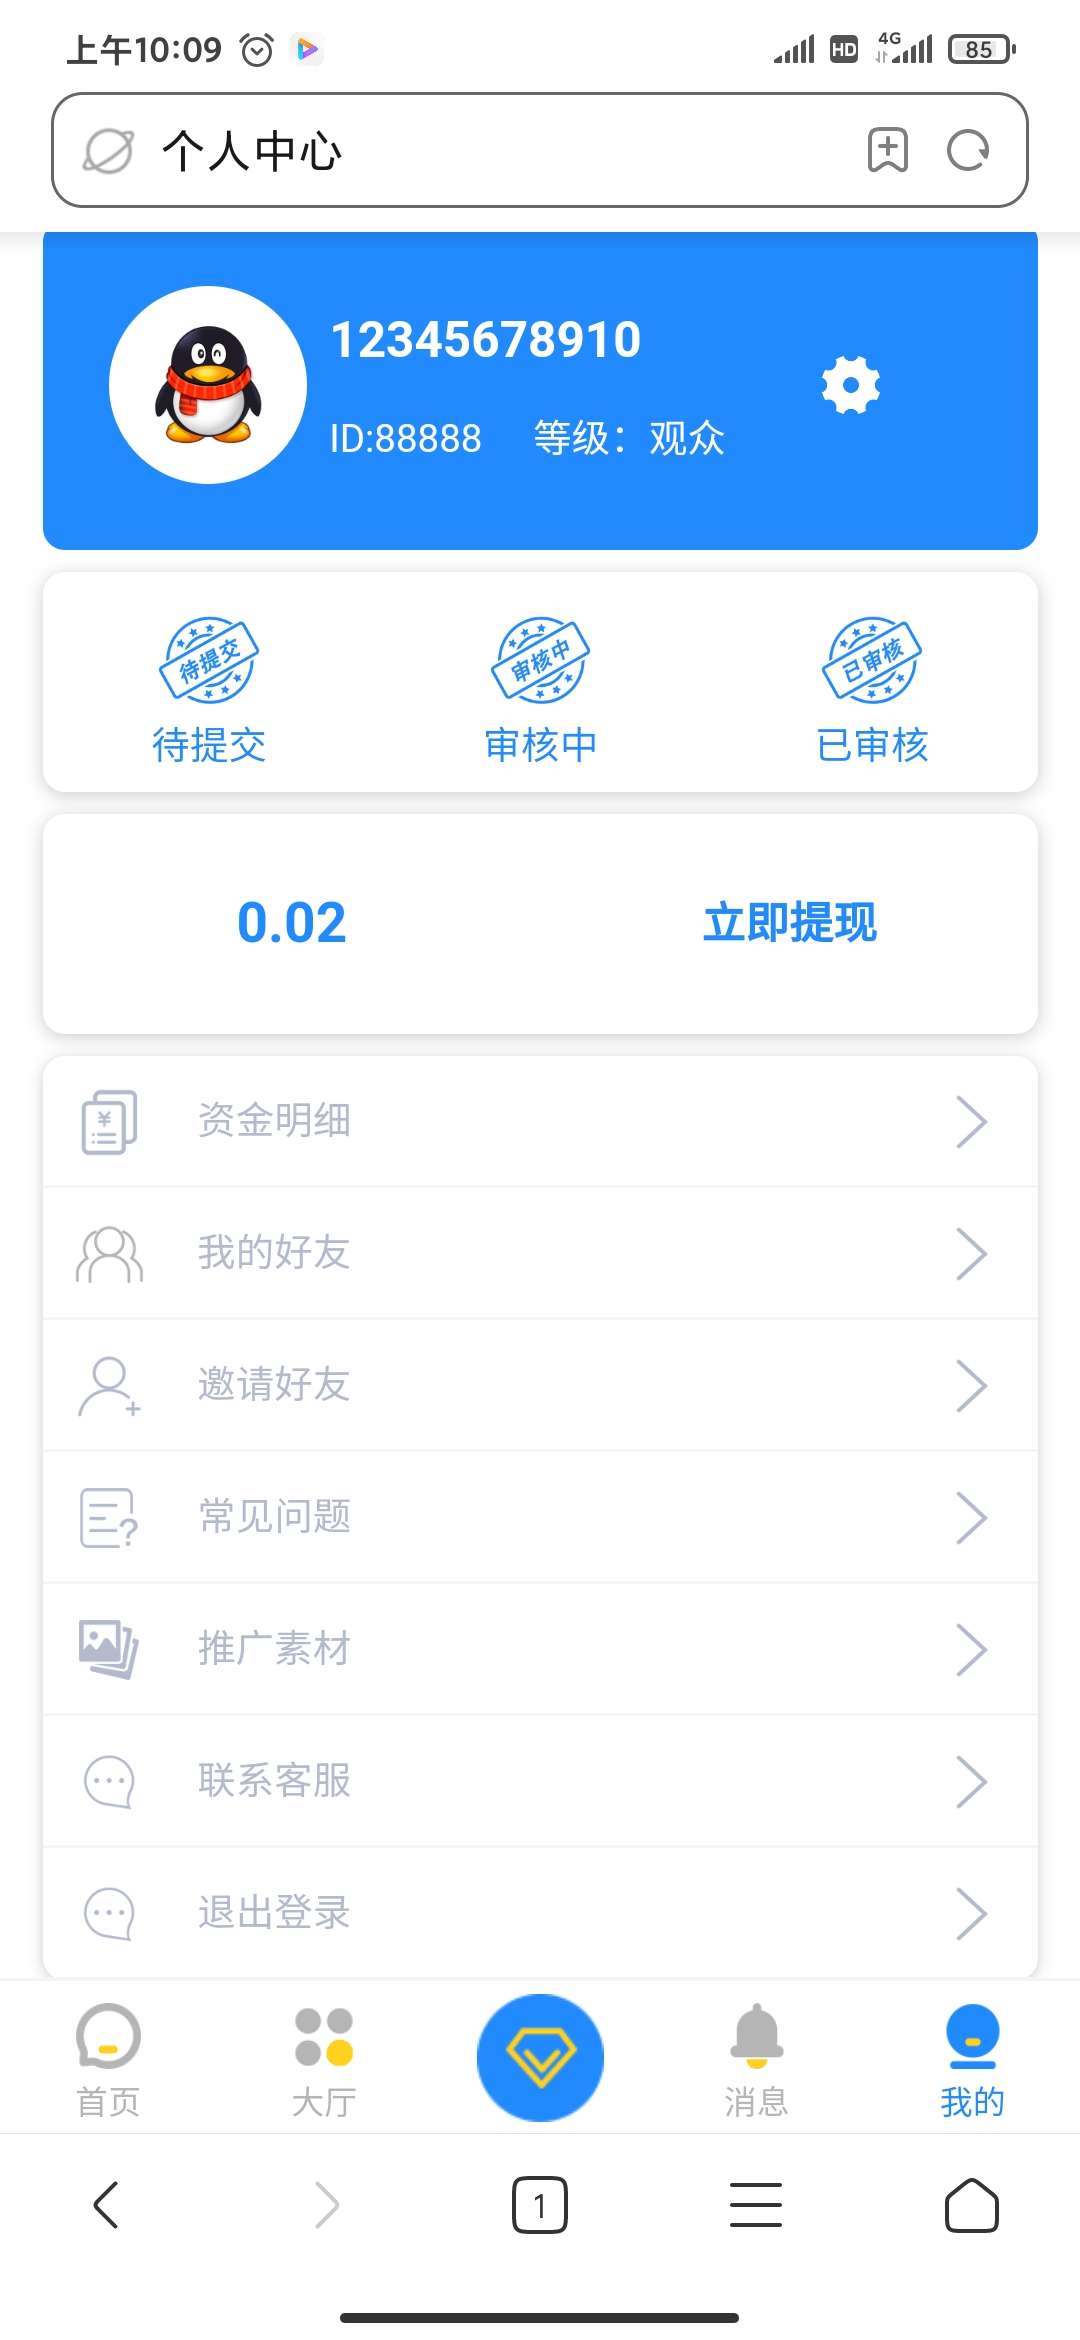 上午10:09
HD 4G 85
个人中心
12345678910
ID:88888 等级：观众
待提交 审核中 已审核
待提交 审核中 已审核
0.02 立即提现
¥ 资金明细
我的好友
邀请好友
? 常见问题
推广素材
联系客服
退出登录
首页 大厅 消息 我的
1